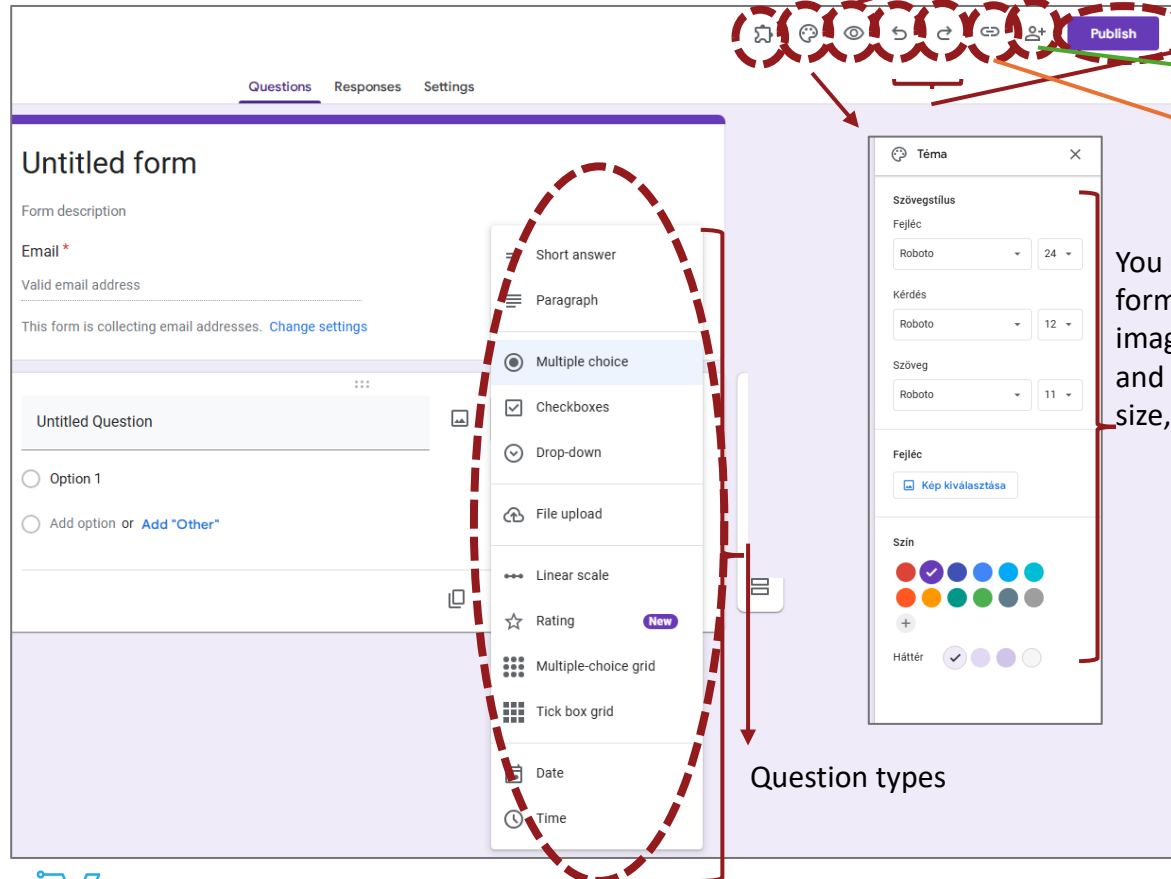 Publish
Questions Responses Settings
Untitled form
Form description
Email *
Valid email address
This form is collecting email addresses. Change settings
Untitled Question
Option 1
Add option or Add "Other"
Short answer
Paragraph
Multiple choice
Checkboxes
Drop-down
File upload
Linear scale
Rating New
Multiple-choice grid
Tick box grid
Date
Time
Question types
Téma
Szövegstílus
Fejléc
Roboto 24
Kérdés
Roboto 12
Szöveg
Roboto 11
Fejléc
Kép kiválasztása
Szín
Háttér
You
form
imag
and
size,